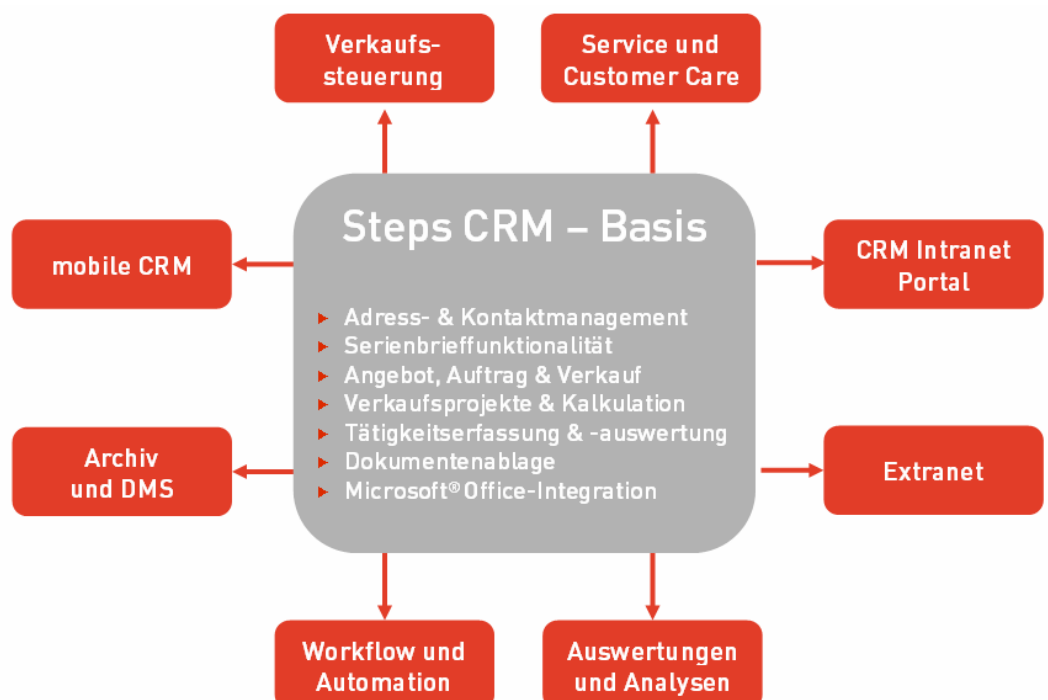 Verkaufs-
steuerung
Service und
Customer Care
Steps CRM – Basis
mobile CRM
CRM Intranet
Portal
▸ Adress- & Kontaktmanagement
▸ Serienbrieffunktionalität
▸ Angebot, Auftrag & Verkauf
▸ Verkaufsprojekte & Kalkulation
▸ Tätigkeitserfassung & -auswertung
▸ Dokumentenablage
▸ Microsoft® Office-Integration
Archiv
und DMS
Extranet
Workflow und
Automation
Auswertungen
und Analysen